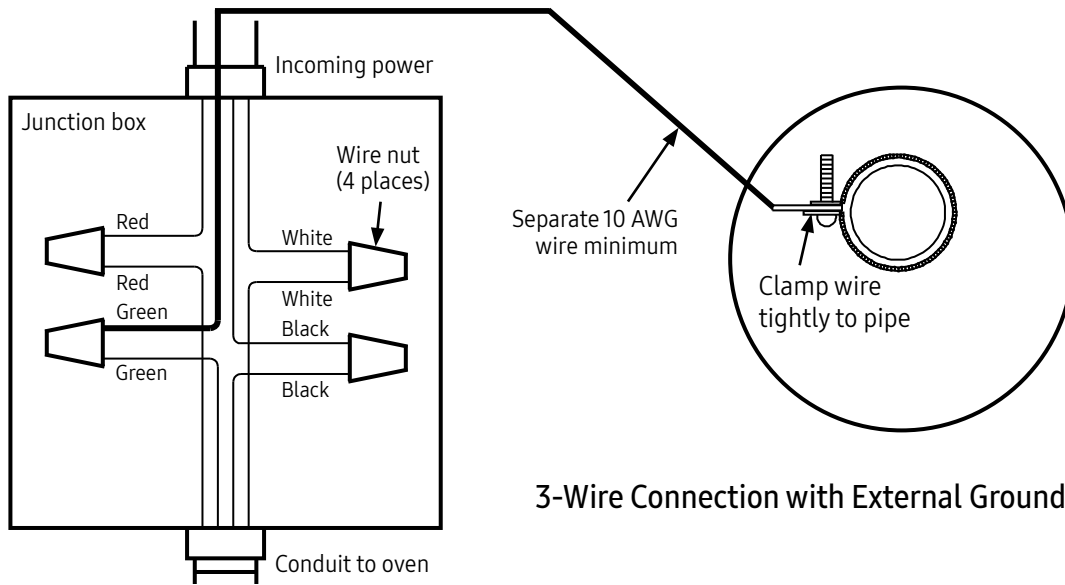 Incoming power
Junction box
Wire nut
(4 places)
Red
White
Red
White
Green
Black
Green
Black
Conduit to oven
Separate 10 AWG
wire minimum
Clamp wire
tightly to pipe
3-Wire Connection with External Ground